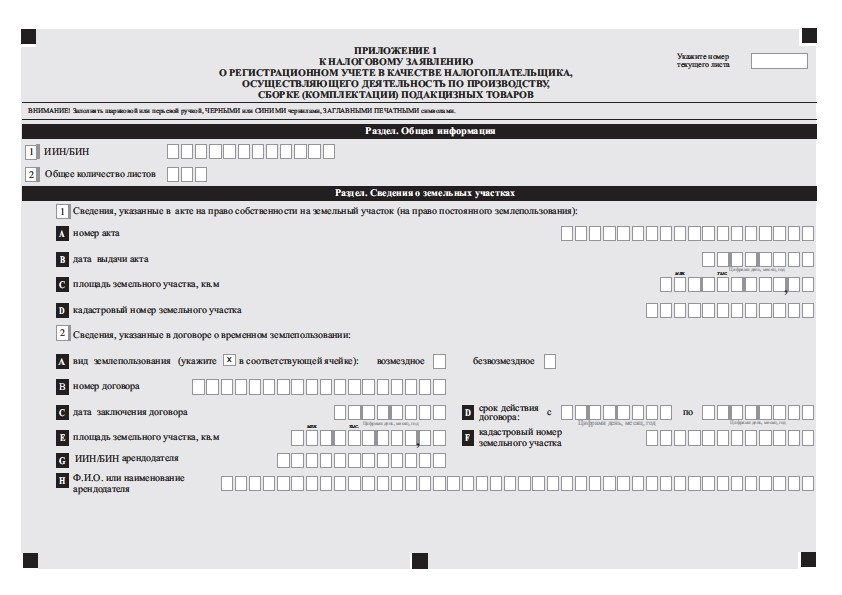 ПРИЛОЖЕНИЕ 1
К НАЛОГОВОМУ ЗАЯВЛЕНИЮ
О РЕГИСТРАЦИОННОМ УЧЕТЕ В КАЧЕСТВЕ НАЛОГОПЛАТЕЛЬЩИКА,
ОСУЩЕСТВЛЯЮЩЕГО ДЕЯТЕЛЬНОСТЬ ПО ПРОИЗВОДСТВУ,
СБОРКЕ (КОМПЛЕКТАЦИИ) ПОДАКЦИЗНЫХ ТОВАРОВ
Укажите номер
текущего листа
ВНИМАНИЕ! Заполнять шариковой или перьевой ручкой, ЧЕРНЫМИ или СИНИМИ чернилами, ЗАГЛАВНЫМИ ПЕЧАТНЫМИ символами.
Раздел. Общая информация
1 ИИН/БИН
2 Общее количество листов
Раздел. Сведения о земельных участках
1 Сведения, указанные в акте на право собственности на земельный участок (на право постоянного землепользования):
A номер акта
B дата выдачи акта
Цифрами день, месяц, год
млн тыс
C площадь земельного участка, кв.м ,
D кадастровый номер земельного участка
2 Сведения, указанные в договоре о временном землепользовании:
A вид землепользования (укажите X в соответствующей ячейке): возмездное безвозмездное
B номер договора
C дата заключения договора D срок действия договора: с по
Цифрами день, месяц, год Цифрами день, месяц, год Цифрами день, месяц, год
млн тыс
E площадь земельного участка, кв.м , F кадастровый номер
земельного участка
G ИИН/БИН арендодателя
H Ф.И.О. или наименование
арендодателя